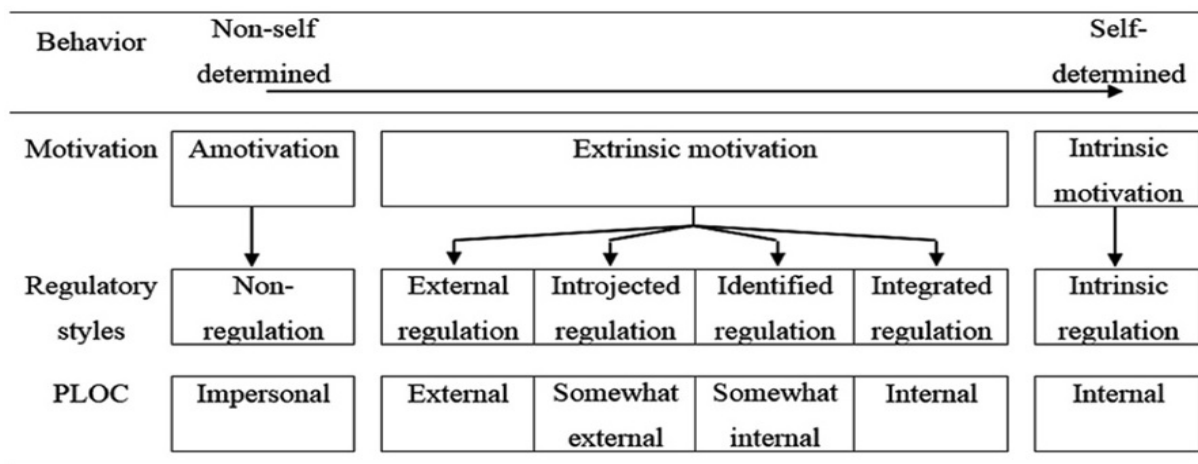 Behavior
Non-self
determined
Self-
determined
Motivation
Amotivation
Extrinsic motivation
Intrinsic
motivation
Regulatory
styles
Non-
regulation
External
regulation
Introjected
regulation
Identified
regulation
Integrated
regulation
Intrinsic
regulation
PLOC
Impersonal
External
Somewhat
external
Somewhat
internal
Internal
Internal